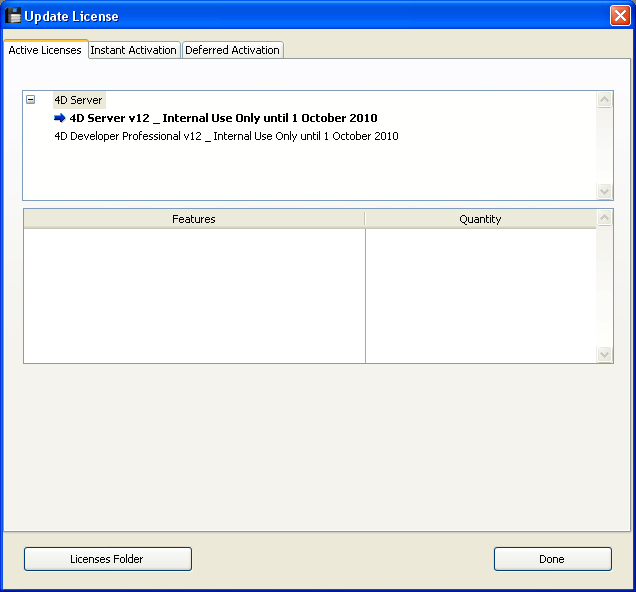 Update License
Active Licenses Instant Activation Deferred Activation
4D Server
4D Server v12 _ Internal Use Only until 1 October 2010
4D Developer Professional v12 _ Internal Use Only until 1 October 2010
Features Quantity
Licenses Folder Done